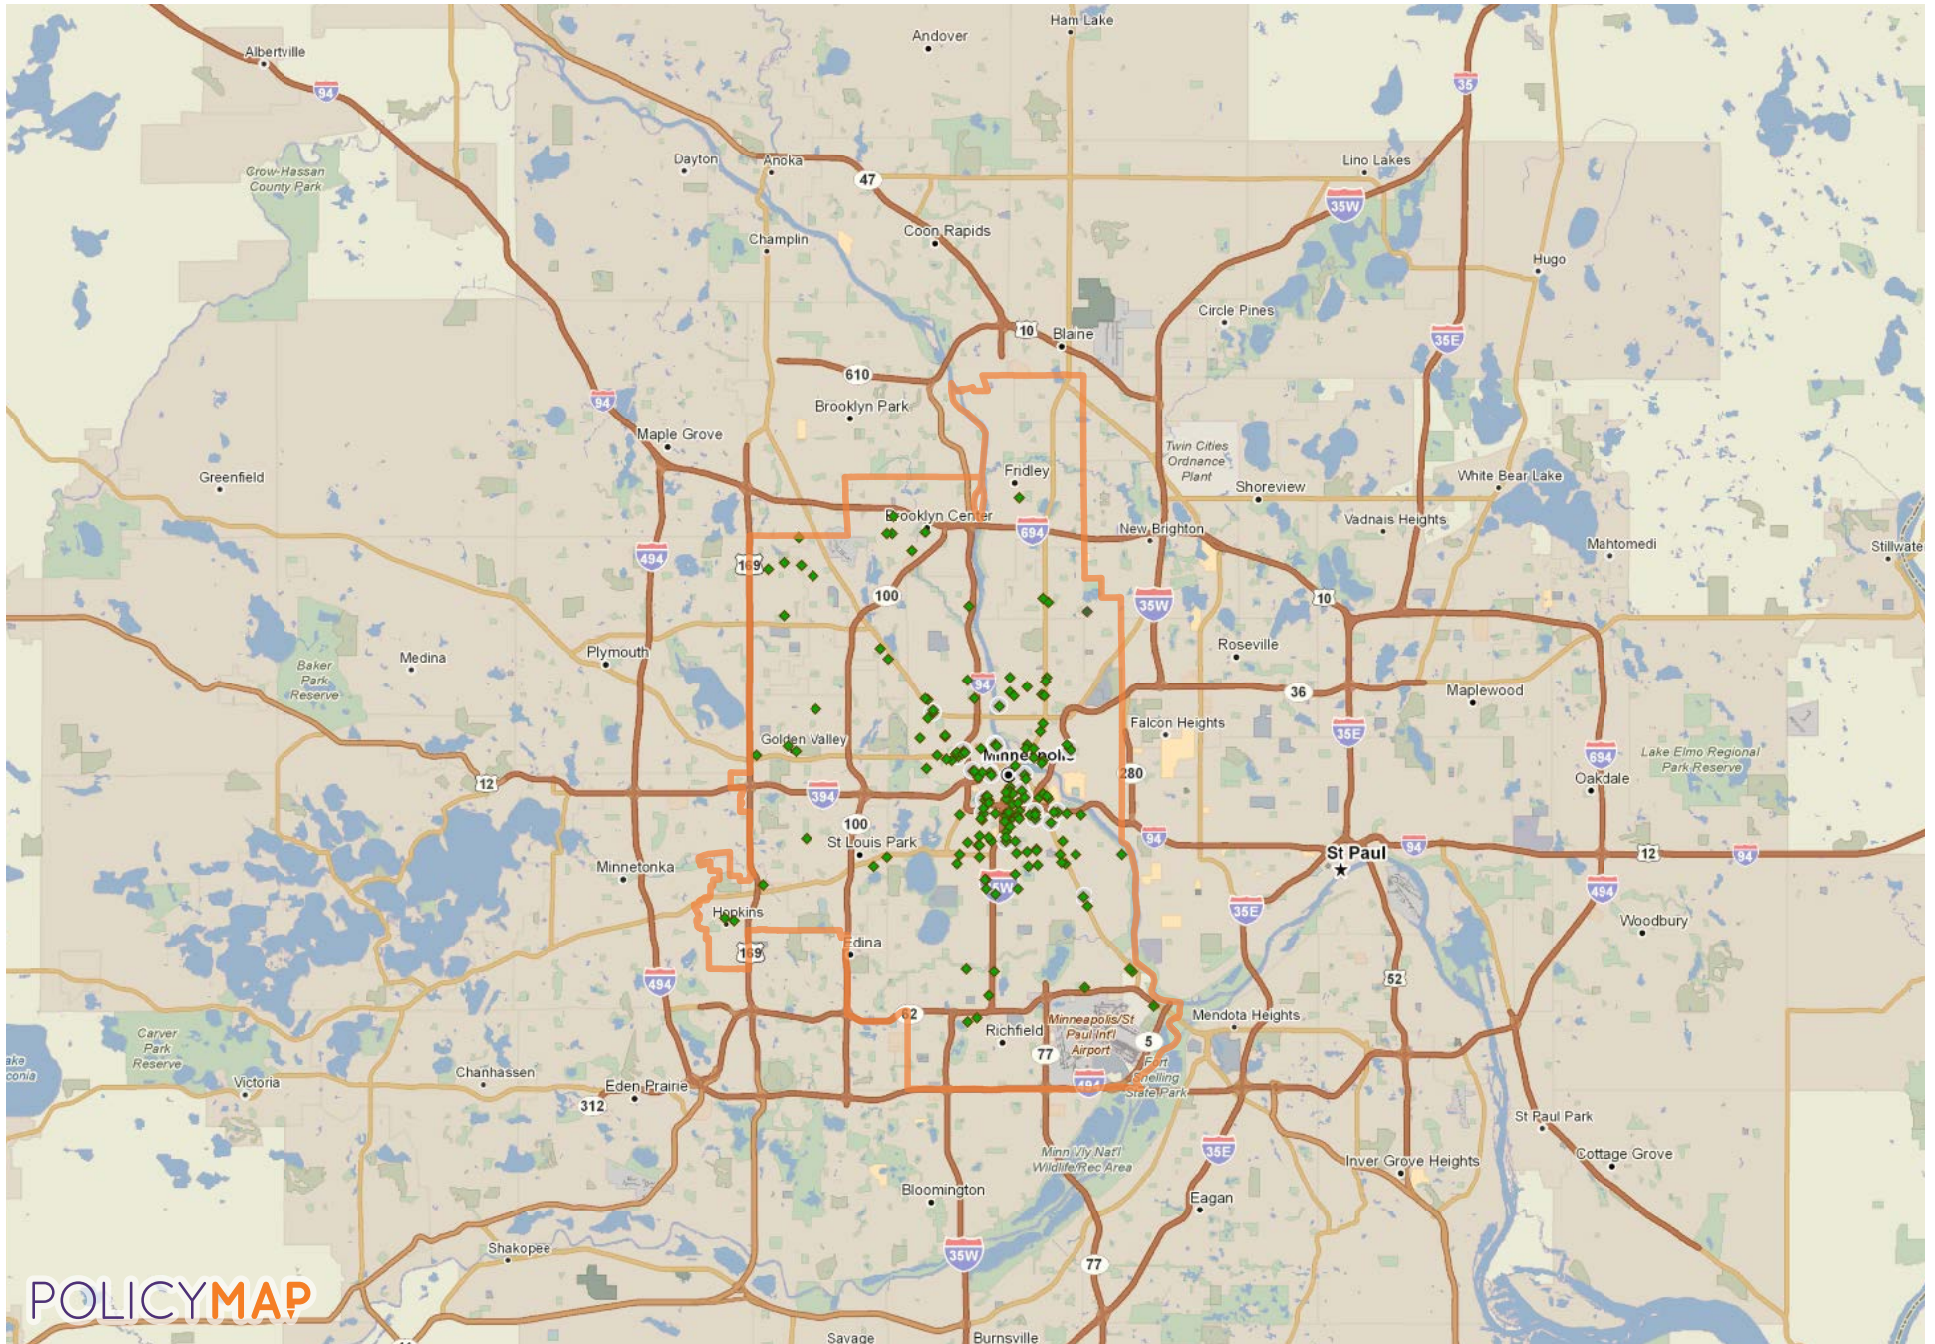 Ham Lake
Andover
Albertville
94
35
Dayton
Anoka
Lino Lakes
47
Crow-Hassan
County Park
35W
Champlin
Coon Rapids
Hugo
Circle Pines
10
Blaine
35E
610
94
Brooklyn Park
Maple Grove
Twin Cities
Ordnance
Plant
Greenfield
Fridley
White Bear Lake
Shoreview
Brooklyn Center
694
New Brighton
Vadnais Heights
Mahtomedi
Stillwate
494
169
100
35W
10
Roseville
Plymouth
Medina
Baker
Park
Reserve
94
36
Maplewood
Falcon Heights
35E
Golden Valley
Minneapolis
694
Lake Elmo Regional
Park Reserve
280
Oakdale
12
394
100
St Louis Park
94
94
12
94
St Paul
Minnetonka
494
Hopkins
35E
Woodbury
169
Edina
494
52
62
Mendota Heights
Richfield
Minneapolis/St
Paul Int'l
Airport
77
5
Carver
Park
Reserve
ake
conia
Fort
Snelling
State Park
Victoria
Chanhassen
Eden Prairie
494
312
St Paul Park
Minn Vly Nat'l
Wildlife/Rec Area
35E
Inver Grove Heights
Cottage Grove
Bloomington
Eagan
Shakopee
35W
77
POLICYMAP
Savage
Burnsville